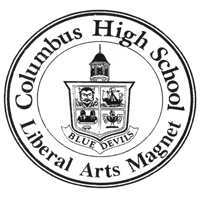 Columbus High School
BLUE DEVILS
Liberal Arts Magnet